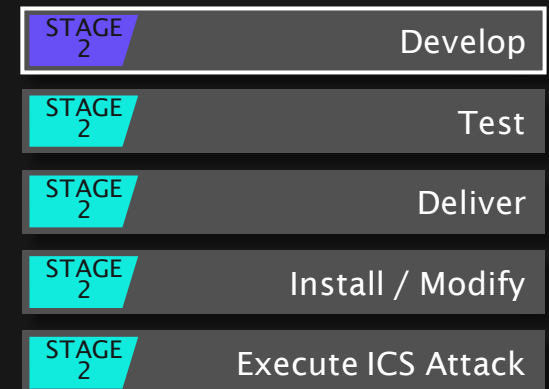 STAGE
2
Develop
STAGE
2
Test
STAGE
2
Deliver
STAGE
2
Install / Modify
STAGE
2
Execute ICS Attack